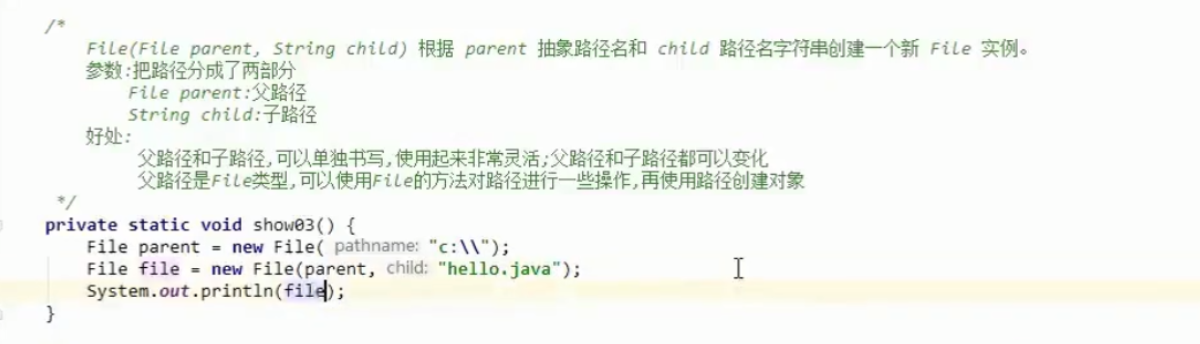 /*
File(File parent, String child) 根据 parent 抽象路径名和 child 路径名字符串创建一个新 File 实例。
参数:把路径分成了两部分
File parent:父路径
String child:子路径
好处:
父路径和子路径,可以单独书写,使用起来非常灵活;父路径和子路径都可以变化
父路径是File类型,可以使用File的方法对路径进行一些操作,再使用路径创建对象
*/
private static void show03() {
File parent = new File( pathname: "c:\\");
File file = new File(parent, child: "hello.java");
System.out.println(file);
}